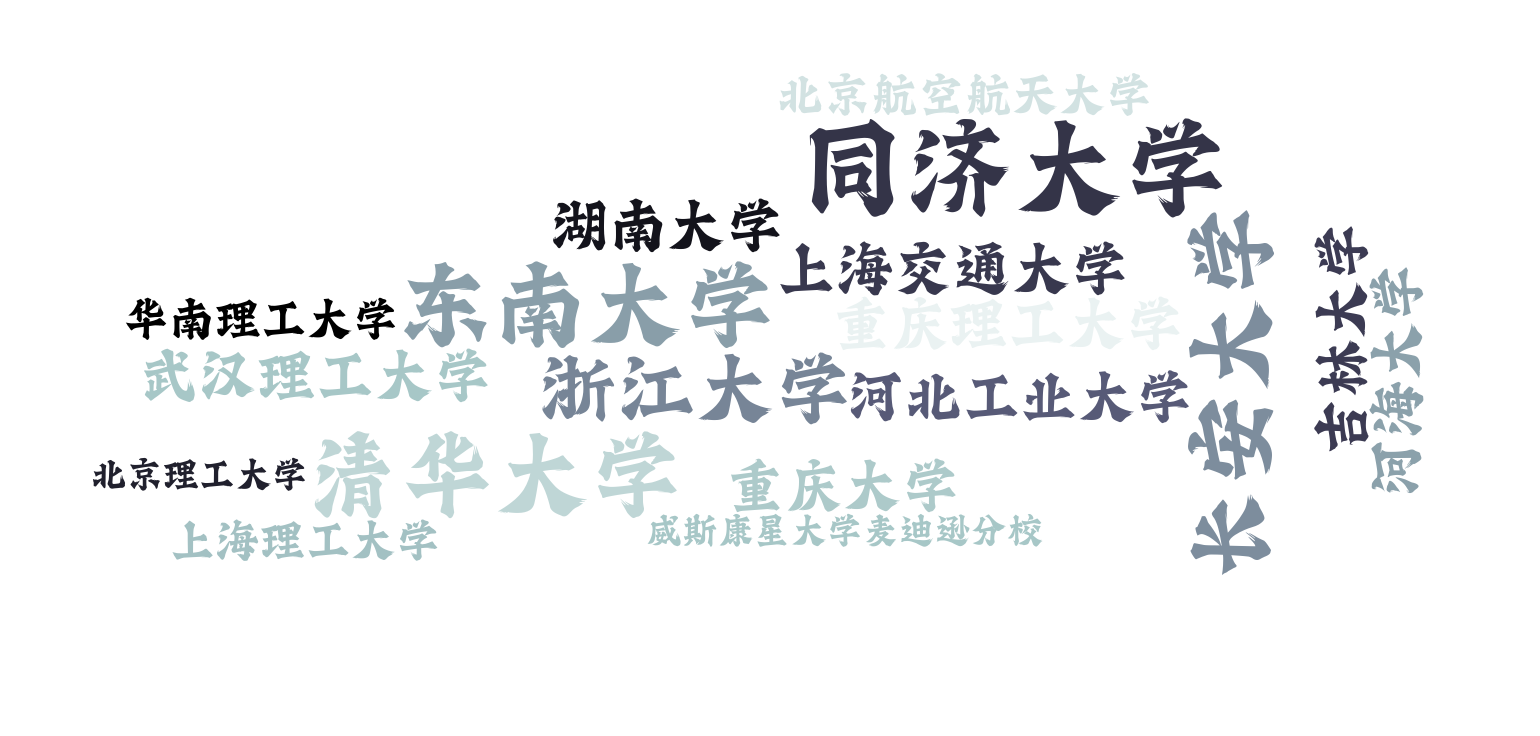 北京航空航天大学
同济大学
湖南大学
上海交通大学
东南大学
华南理工大学
重庆理工大学
武汉理工大学
浙江大学
河北工业大学
长安大学
吉林大学
河海大学
清华大学
北京理工大学
重庆大学
上海理工大学
威斯康星大学麦迪逊分校